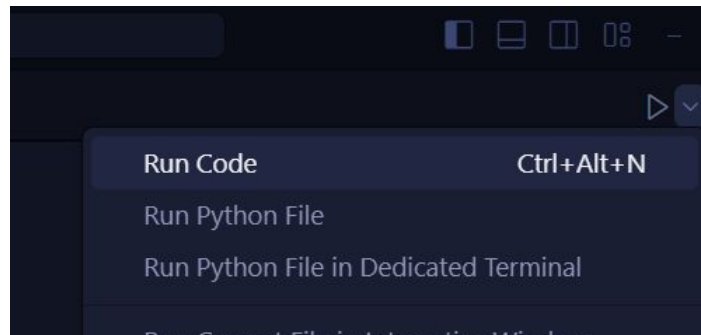 Run Code Ctrl+Alt+N
Run Python File
Run Python File in Dedicated Terminal